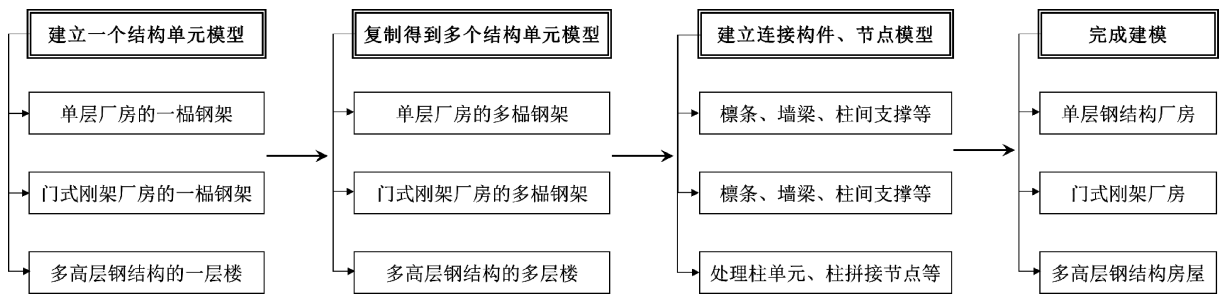 建立一个结构单元模型
单层厂房的一榀钢架
门式刚架厂房的一榀钢架
多高层钢结构的一层楼
复制得到多个结构单元模型
单层厂房的多榀钢架
门式刚架厂房的多榀钢架
多高层钢结构的多层楼
建立连接构件、节点模型
檩条、墙梁、柱间支撑等
檩条、墙梁、柱间支撑等
处理柱单元、柱拼接节点等
完成建模
单层钢结构厂房
门式刚架厂房
多高层钢结构房屋